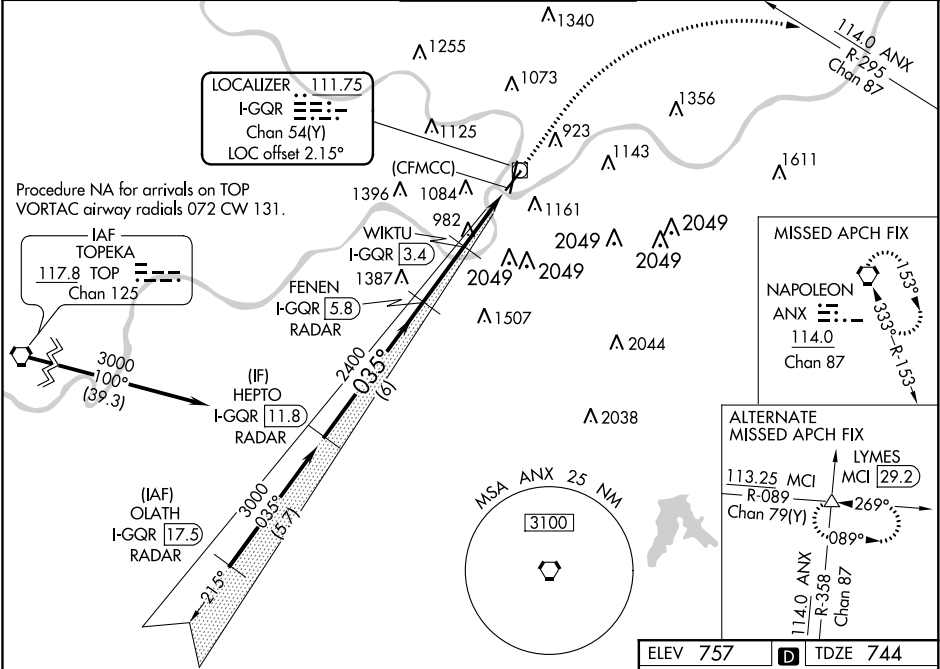 1340
1255
1073
1356
1125
923
1143
1611
114.0 ANX
R-295
Chan 87
LOCALIZER 111.75
I-GQR
Chan 54(Y)
LOC offset 2.15°
(CFMCC)
1396
1084
1161
982
2049
2049
2049
2049
1387
1507
2044
2038
Procedure NA for arrivals on TOP
VORTAC airway radials 072 CW 131.
IAF
TOPEKA
117.8 TOP
Chan 125
3000
100°
(39.3)
WIKTU
I-GQR 3.4
FENEN
I-GQR 5.8
RADAR
2400
035°
(6)
(IF)
HEPTO
I-GQR 11.8
RADAR
3000
035°
(5.7)
(IAF)
OLATH
I-GQR 17.5
RADAR
215°
MSA ANX 25 NM
3100
MISSED APCH FIX
NAPOLEON
ANX
114.0
Chan 87
153°
333°
R-153
ALTERNATE
MISSED APCH FIX
LYMES
MCI 29.2
113.25 MCI
R-089
Chan 79(Y)
269°
089°
114.0 ANX
R-358
Chan 87
ELEV 757 D TDZE 744